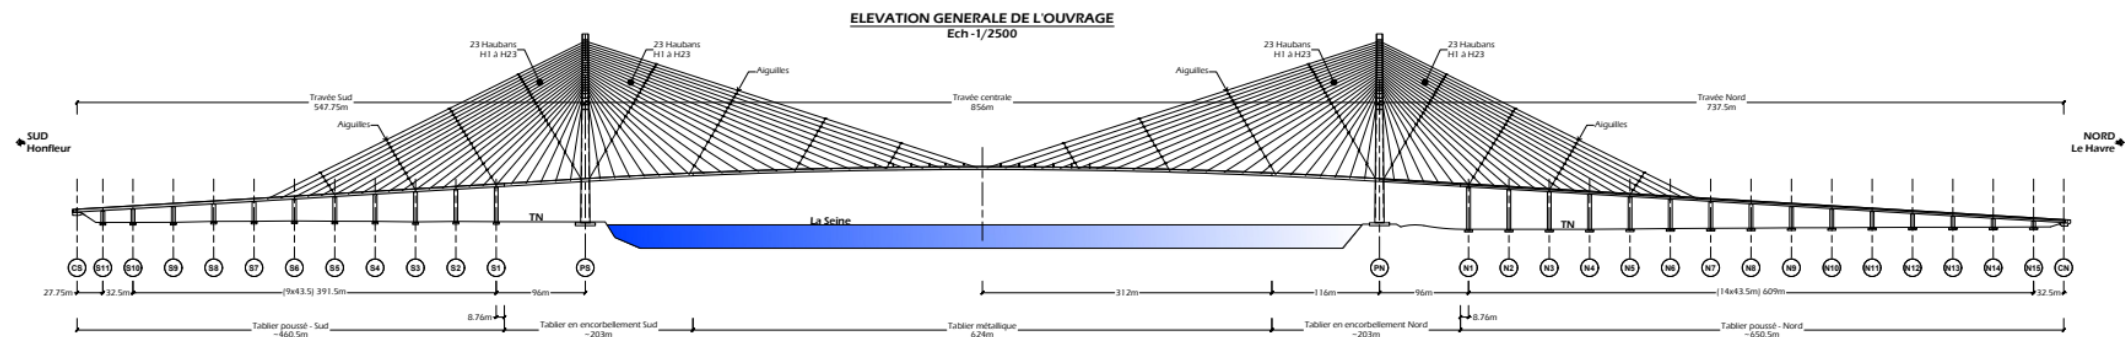 ELEVATION GENERALE DE L'OUVRAGE
Ech -1/2500
23 Haubans
H1 à H23
23 Haubans
H1 à H23
Aiguilles
Aiguilles
23 Haubans
H1 à H23
23 Haubans
H1 à H23
Travée Sud
547.75m
Travée centrale
856m
Travée Nord
737.5m
Aiguilles
Aiguilles
SUD
Honfleur
NORD
Le Havre
TN
La Seine
TN
CS S11 S10 S9 S8 S7 S6 S5 S4 S3 S2 S1 PS PN N1 N2 N3 N4 N5 N6 N7 N8 N9 N10 N11 N12 N13 N14 N15 CN
27.75m 32.5m (9x43.5) 391.5m 96m 312m 116m 96m (14x43.5m) 609m 32.5m
8.76m 8.76m
Tablier poussé - Sud
~460.5m
Tablier en encorbellement Sud
~203m
Tablier métallique
624m
Tablier en encorbellement Nord
~203m
Tablier poussé - Nord
~650.5m